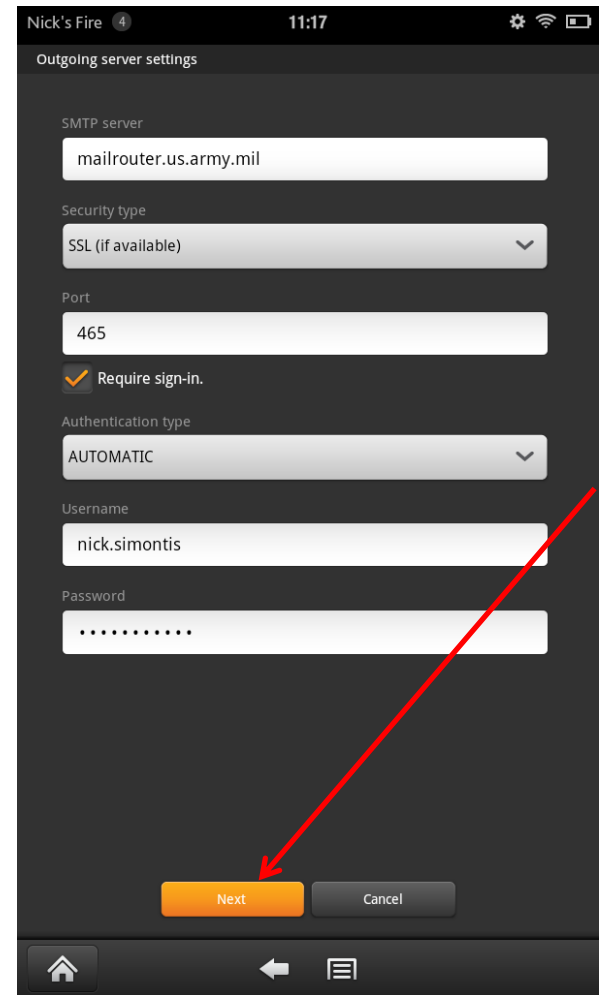 Nick's Fire 4 11:17
Outgoing server settings
SMTP server
mailrouter.us.army.mil
Security type
SSL (if available)
Port
465
Require sign-in.
Authentication type
AUTOMATIC
Username
nick.simontis
Password
•••••••••••
Next Cancel